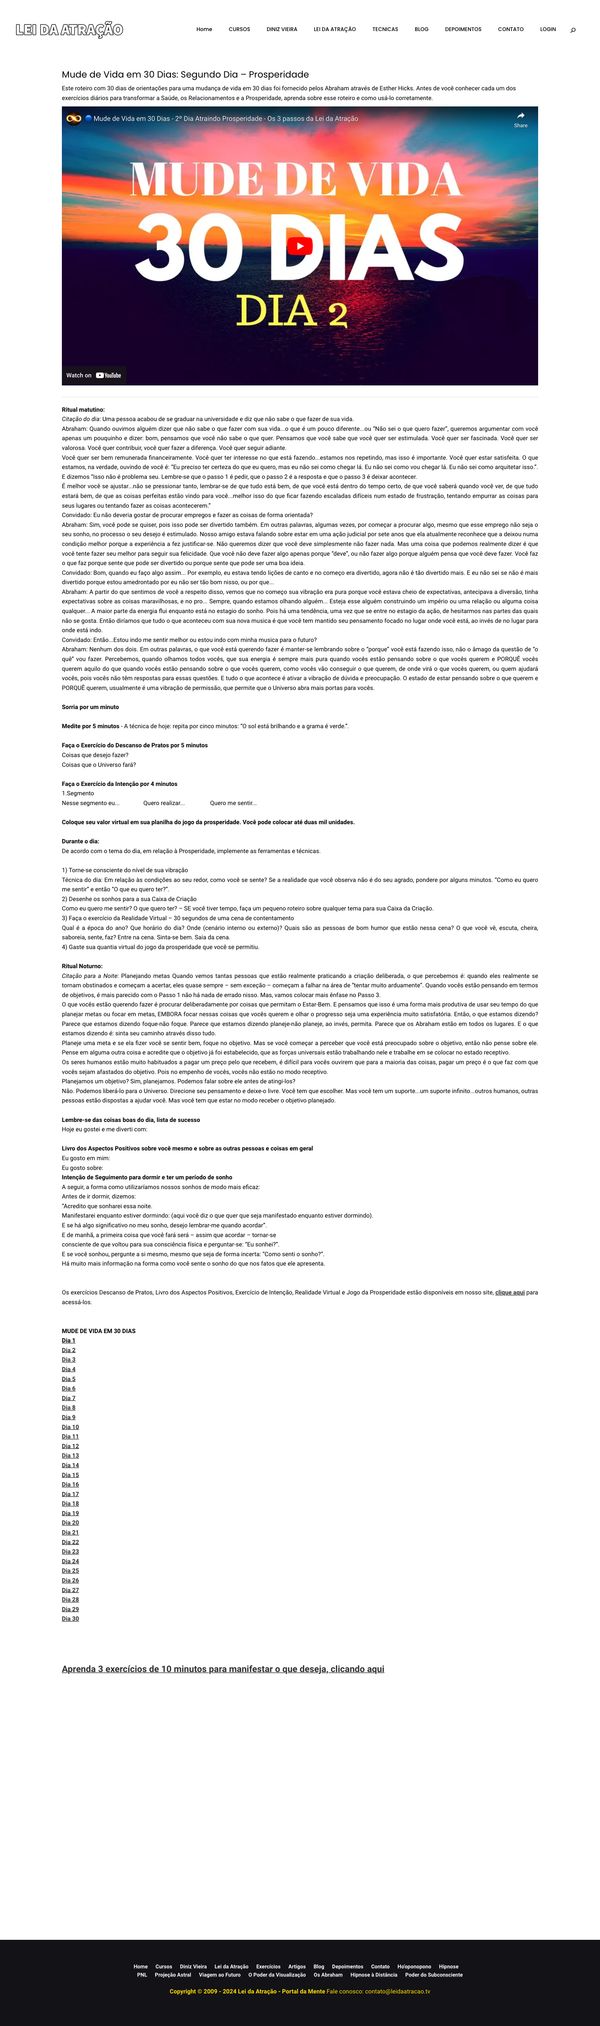 LEI DA ATRAÇÃO
Home CURSOS DINIZ VIEIRA LEI DA ATRAÇÃO TECNICAS BLOG DEPOIMENTOS CONTATO LOGIN
Mude de Vida em 30 Dias: Segundo Dia – Prosperidade
Este roteiro com 30 dias de orientações para uma mudança de vida em 30 dias foi fornecido pelos Abraham através de Esther Hicks. Antes de você conhecer cada um dos
exercícios diários para transformar a Saúde, os Relacionamentos e a Prosperidade, aprenda sobre esse roteiro e como usá-lo corretamente.
Mude de Vida em 30 Dias - 2º Dia Atraindo Prosperidade - Os 3 passos da Lei da Atração
Share
MUDE DE VIDA
30 DIAS
DIA 2
Watch on YouTube
Ritual matutino:
Citação do dia: Uma pessoa acabou de se graduar na universidade e diz que não sabe o que fazer de sua vida.
Abraham: Quando ouvimos alguém dizer que não sabe o que fazer com sua vida...o que é um pouco diferente...ou “Não sei o que quero fazer”, queremos argumentar com você
apenas um pouquinho e dizer: bom, pensamos que você não sabe o que quer. Pensamos que você sabe que você quer ser estimulada. Você quer ser fascinada. Você quer ser
valorosa. Você quer contribuir, você quer fazer a diferença. Você quer seguir adiante.
Você quer ser bem remunerada financeiramente. Você quer ter interesse no que está fazendo...estamos nos repetindo, mas isso é importante. Você quer estar satisfeita. O que
estamos, na verdade, ouvindo de você é: “Eu preciso ter certeza do que eu quero, mas eu não sei como chegar lá. Eu não sei como vou chegar lá. Eu não sei como arquitetar isso.”.
E dizemos “Isso não é problema seu. Lembre-se que o passo 1 é pedir, que o passo 2 é a resposta e que o passo 3 é deixar acontecer.
É melhor você se ajustar...não se pressionar tanto, lembrar-se de que tudo está bem, de que você está dentro do tempo certo, de que você saberá quando você ver, de que tudo
estará bem, de que as coisas perfeitas estão vindo para você...melhor isso do que ficar fazendo escaladas difíceis num estado de frustração, tentando empurrar as coisas para
seus lugares ou tentando fazer as coisas acontecerem.”
Convidado: Eu não deveria gostar de procurar empregos e fazer as coisas de forma orientada?
Abraham: Sim, você pode se quiser, pois isso pode ser divertido também. Em outras palavras, algumas vezes, por começar a procurar algo, mesmo que esse emprego não seja o
seu sonho, no processo o seu desejo é estimulado. Nosso amigo estava falando sobre estar em uma ação judicial por sete anos que ela atualmente reconhece que a deixou numa
condição melhor porque a experiência a fez justificar-se. Não queremos dizer que você deve simplesmente não fazer nada. Mas uma coisa que podemos realmente dizer é que
você tente fazer seu melhor para seguir sua felicidade. Que você não deve fazer algo apenas porque “deve”, ou não fazer algo porque alguém pensa que você deve fazer. Você faz
o que faz porque sente que pode ser divertido ou porque sente que pode ser uma boa ideia.
Convidado: Bom, quando eu faço algo assim... Por exemplo, eu estava tendo lições de canto e no começo era divertido, agora não é tão divertido mais. E eu não sei se não é mais
divertido porque estou amedrontado por eu não ser tão bom nisso, ou por que...
Abraham: A partir do que sentimos de você a respeito disso, vemos que no começo sua vibração era pura porque você estava cheio de expectativas, antecipava a diversão, tinha
expectativas sobre as coisas maravilhosas, e no pro... Sempre, quando estamos olhando alguém... Esteja esse alguém construindo um império ou uma relação ou alguma coisa
qualquer... A maior parte da energia flui enquanto está no estagio do sonho. Pois há uma tendência, uma vez que se entre no estagio da ação, de hesitarmos nas partes das quais
não se gosta. Então diríamos que tudo o que aconteceu com sua nova musica é que você tem mantido seu pensamento focado no lugar onde você está, ao invés de no lugar para
onde está indo.
Convidado: Então...Estou indo me sentir melhor ou estou indo com minha musica para o futuro?
Abraham: Nenhum dos dois. Em outras palavras, o que você está querendo fazer é manter-se lembrando sobre o “porque” você está fazendo isso, não o âmago da questão de “o
quê” vou fazer. Percebemos, quando olhamos todos vocês, que sua energia é sempre mais pura quando vocês estão pensando sobre o que vocês querem e PORQUÊ vocês
querem aquilo do que quando vocês estão pensando sobre o que vocês querem, como vocês vão conseguir o que querem, de onde virá o que vocês querem, ou quem ajudará
vocês, pois vocês não têm respostas para essas questões. E tudo o que acontece é ativar a vibração de dúvida e preocupação. O estado de estar pensando sobre o que querem e
PORQUÊ querem, usualmente é uma vibração de permissão, que permite que o Universo abra mais portas para vocês.
Sorria por um minuto
Medite por 5 minutos - A técnica de hoje: repita por cinco minutos: “O sol está brilhando e a grama é verde.”.
Faça o Exercício do Descanso de Pratos por 5 minutos
Coisas que desejo fazer?
Coisas que o Universo fará?
Faça o Exercício da Intenção por 4 minutos
1.Segmento
Nesse segmento eu... Quero realizar... Quero me sentir...
Coloque seu valor virtual em sua planilha do jogo da prosperidade. Você pode colocar até duas mil unidades.
Durante o dia:
De acordo com o tema do dia, em relação à Prosperidade, implemente as ferramentas e técnicas.
1) Torne-se consciente do nível de sua vibração
Técnica do dia: Em relação às condições ao seu redor, como você se sente? Se a realidade que você observa não é do seu agrado, pondere por alguns minutos. “Como eu quero
me sentir” e então “O que eu quero ter?”.
2) Desenhe os sonhos para a sua Caixa de Criação
Como eu quero me sentir? O que quero ter? – SE você tiver tempo, faça um pequeno roteiro sobre qualquer tema para sua Caixa da Criação.
3) Faça o exercício da Realidade Virtual – 30 segundos de uma cena de contentamento
Qual é a época do ano? Que horário do dia? Onde (cenário interno ou externo)? Quais são as pessoas de bom humor que estão nessa cena? O que você vê, escuta, cheira,
saboreia, sente, faz? Entre na cena. Sinta-se bem. Saia da cena.
4) Gaste sua quantia virtual do jogo da prosperidade que você se permitiu.
Ritual Noturno:
Citação para a Noite: Planejando metas Quando vemos tantas pessoas que estão realmente praticando a criação deliberada, o que percebemos é: quando eles realmente se
tornam obstinados e começam a acertar, eles quase sempre – sem exceção – começam a falhar na área de “tentar muito arduamente”. Quando vocês estão pensando em termos
de objetivos, é mais parecido com o Passo 1 não há nada de errado nisso. Mas, vamos colocar mais ênfase no Passo 3.
O que vocês estão querendo fazer é procurar deliberadamente por coisas que permitam o Estar-Bem. E pensamos que isso é uma forma mais produtiva de usar seu tempo do que
planejar metas ou focar em metas, EMBORA focar nessas coisas que vocês querem e olhar o progresso seja uma experiência muito satisfatória. Então, o que estamos dizendo?
Parece que estamos dizendo foque-não foque. Parece que estamos dizendo planeje-não planeje, ao invés, permita. Parece que os Abraham estão em todos os lugares. E o que
estamos dizendo é: sinta seu caminho através disso tudo.
Planeje uma meta e se ela fizer você se sentir bem, foque no objetivo. Mas se você começar a perceber que você está preocupado sobre o objetivo, então não pense sobre ele.
Pense em alguma outra coisa e acredite que o objetivo já foi estabelecido, que as forças universais estão trabalhando nele e trabalhe em se colocar no estado receptivo.
Os seres humanos estão muito habituados a pagar um preço pelo que recebem, é difícil para vocês ouvirem que para a maioria das coisas, pagar um preço é o que faz com que
vocês sejam afastados do objetivo. Pois no empenho de vocês, vocês não estão no modo receptivo.
Planejamos um objetivo? Sim, planejamos. Podemos falar sobre ele antes de atingi-los?
Não. Podemos liberá-lo para o Universo. Direcione seu pensamento e deixe-o livre. Você tem que escolher. Mas você tem um suporte...um suporte infinito...outros humanos, outras
pessoas estão dispostas a ajudar você. Mas você tem que estar no modo receber o objetivo planejado.
Lembre-se das coisas boas do dia, lista de sucesso
Hoje eu gostei e me diverti com:
Livro dos Aspectos Positivos sobre você mesmo e sobre as outras pessoas e coisas em geral
Eu gosto em mim:
Eu gosto sobre:
Intenção de Seguimento para dormir e ter um período de sonho
A seguir, a forma como utilizaríamos nossos sonhos de modo mais eficaz:
Antes de ir dormir, dizemos:
“Acredito que sonharei essa noite.
Manifestarei enquanto estiver dormindo: (aqui você diz o que quer que seja manifestado enquanto estiver dormindo).
E se há algo significativo no meu sonho, desejo lembrar-me quando acordar”.
E de manhã, a primeira coisa que você fará será – assim que acordar – tornar-se
consciente de que voltou para sua consciência física e perguntar-se: “Eu sonhei?”.
E se você sonhou, pergunte a si mesmo, mesmo que seja de forma incerta: “Como senti o sonho?”.
Há muito mais informação na forma como você sente o sonho do que nos fatos que ele apresenta.
Os exercícios Descanso de Pratos, Livro dos Aspectos Positivos, Exercício de Intenção, Realidade Virtual e Jogo da Prosperidade estão disponíveis em nosso site, clique aqui para
acessá-los:
MUDE DE VIDA EM 30 DIAS
Dia 1
Dia 2
Dia 3
Dia 4
Dia 5
Dia 6
Dia 7
Dia 8
Dia 9
Dia 10
Dia 11
Dia 12
Dia 13
Dia 14
Dia 15
Dia 16
Dia 17
Dia 18
Dia 19
Dia 20
Dia 21
Dia 22
Dia 23
Dia 24
Dia 25
Dia 26
Dia 27
Dia 28
Dia 29
Dia 30
Aprenda 3 exercícios de 10 minutos para manifestar o que deseja, clicando aqui
Home Cursos Diniz Vieira Lei da Atração Exercícios Artigos Blog Depoimentos Contato Ho'oponopono Hipnose
PNL Projeção Astral Viagem ao Futuro O Poder da Visualização Os Abraham Hipnose à Distância Poder do Subconsciente
Copyright © 2009 - 2024 Lei da Atração - Portal da Mente Fale conosco: contato@leidaatracao.tv